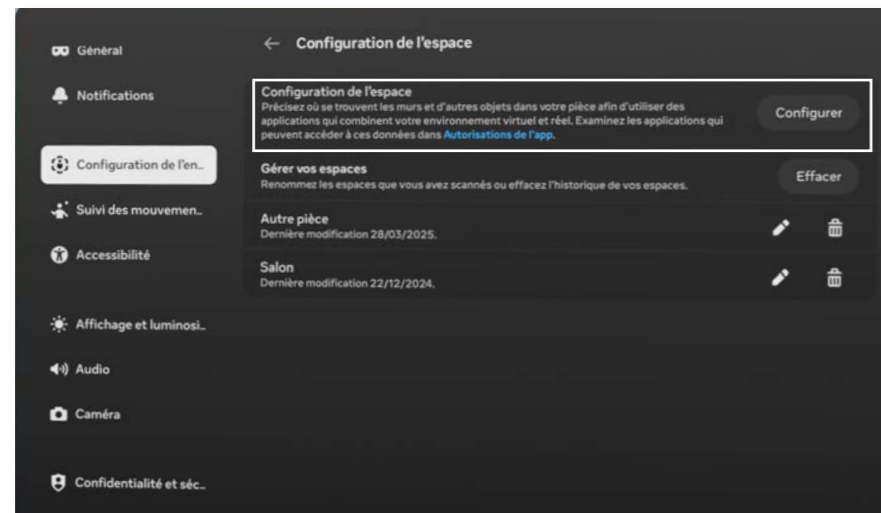 Général
Notifications
Configuration de l'en..
Suivi des mouvemen..
Accessibilité
Affichage et luminosi..
Audio
Caméra
Confidentialité et séc..
← Configuration de l'espace
Configuration de l'espace
Précisez où se trouvent les murs et d'autres objets dans votre pièce afin d'utiliser des
applications qui combinent votre environnement virtuel et réel. Examinez les applications qui
peuvent accéder à ces données dans Autorisations de l'app.
Configurer
Gérer vos espaces
Renommez les espaces que vous avez scannés ou effacez l'historique de vos espaces.
Effacer
Autre pièce
Dernière modification 28/03/2025.
Salon
Dernière modification 22/12/2024.